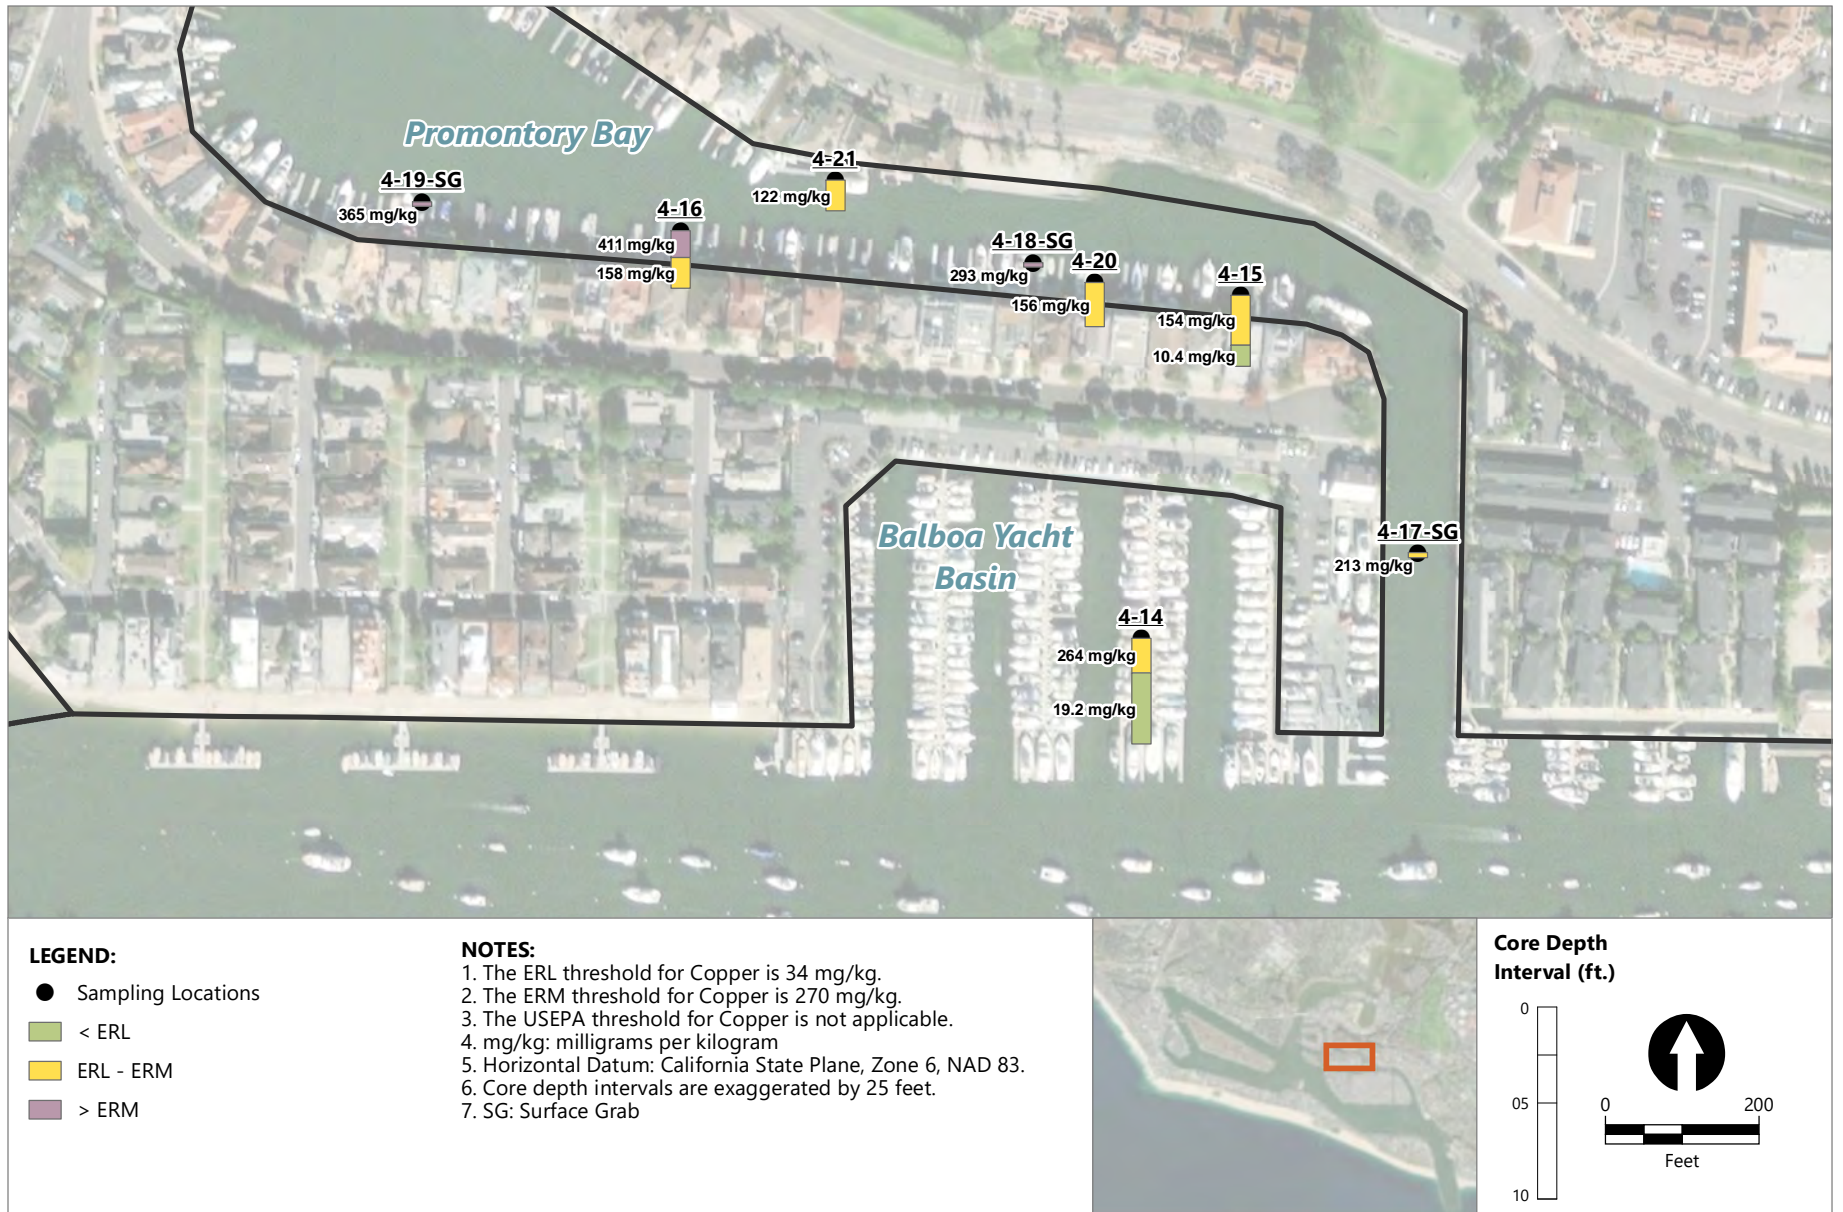 Promontory Bay
4-21
122 mg/kg
4-19-SG
365 mg/kg
4-16
411 mg/kg
158 mg/kg
4-18-SG
293 mg/kg
4-20
156 mg/kg
4-15
154 mg/kg
10.4 mg/kg
Balboa Yacht
Basin
4-17-SG
213 mg/kg
4-14
264 mg/kg
19.2 mg/kg
LEGEND:
Sampling Locations
< ERL
ERL - ERM
> ERM
NOTES:
1. The ERL threshold for Copper is 34 mg/kg.
2. The ERM threshold for Copper is 270 mg/kg.
3. The USEPA threshold for Copper is not applicable.
4. mg/kg: milligrams per kilogram
5. Horizontal Datum: California State Plane, Zone 6, NAD 83.
6. Core depth intervals are exaggerated by 25 feet.
7. SG: Surface Grab
Core Depth
Interval (ft.)
0
05
10
0 200
Feet